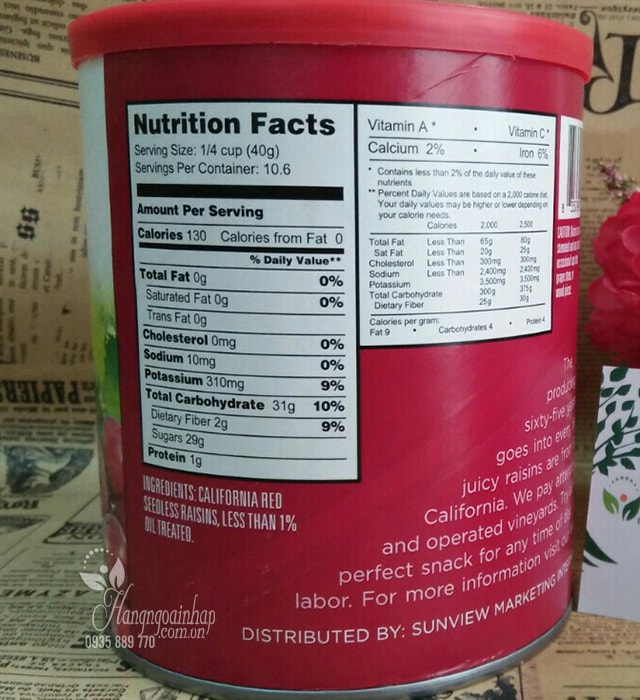 Nutrition Facts
Serving Size: 1/4 cup (40g)
Servings Per Container: 10.6
Amount Per Serving
Calories 130 Calories from Fat 0
% Daily Value**
Total Fat 0g 0%
Saturated Fat 0g 0%
Trans Fat 0g
Cholesterol 0mg 0%
Sodium 10mg 0%
Potassium 310mg 9%
Total Carbohydrate 31g 10%
Dietary Fiber 2g 9%
Sugars 29g
Protein 1g
INGREDIENTS: CALIFORNIA RED
SEEDLESS RAISINS, LESS THAN 1%
OIL TREATED.
Vitamin A * • Vitamin C *
Calcium 2% • Iron 6%
* Contains less than 2% of the daily value of these
nutrients
** Percent Daily Values are based on a 2,000 calorie diet.
Your daily values may be higher or lower depending on
your calorie needs.
Calories 2,000 2,500
Total Fat Less Than 65g 80g
Sat Fat Less Than 20g 25g
Cholesterol Less Than 300mg 300mg
Sodium Less Than 2,400mg 2,400mg
Potassium 3,500mg 3,500mg
Total Carbohydrate 300g 375g
Dietary Fiber 25g 30g
Calories per gram:
Fat 9 • Carbohydrates 4 • Protein 4
The
sixty-five
goes into every
juicy raisins are from
California. We pay
and operated vineyards.
perfect snack for any time of
labor. For more information visit
DISTRIBUTED BY: SUNVIEW MARKETING
Hangngoainhap
.com.vn
0935 889 770
BUSINESS
PAPIERS